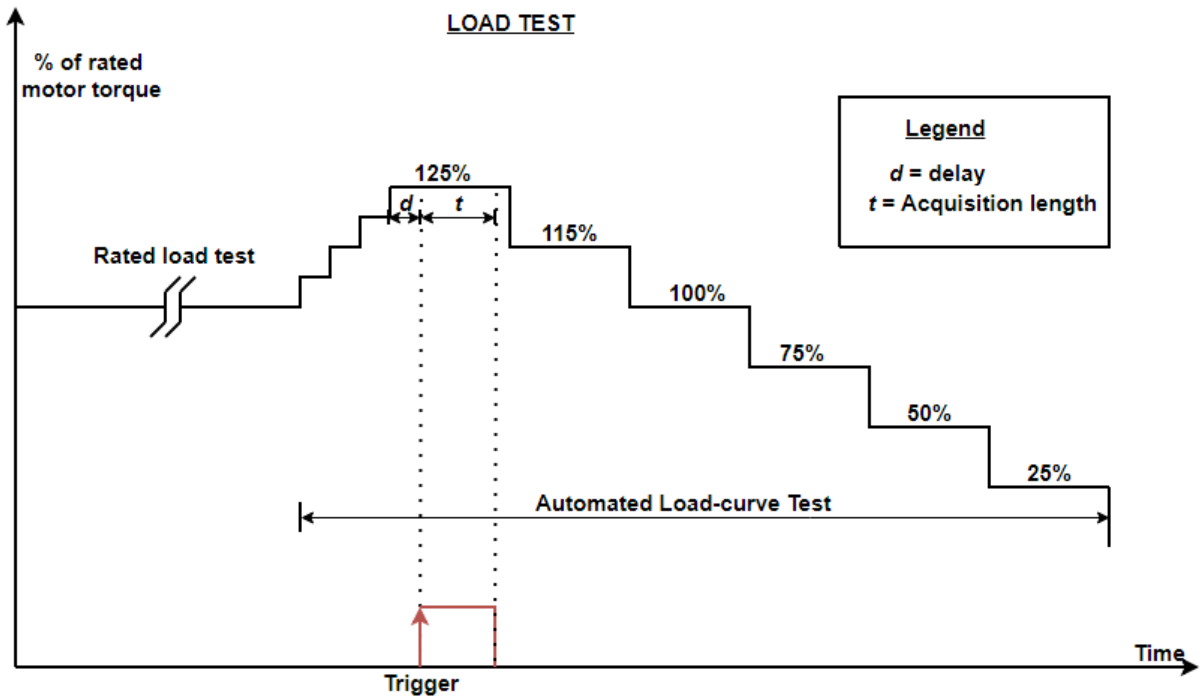 LOAD TEST
% of rated
motor torque
Legend
d = delay
t = Acquisition length
125%
d
t
115%
Rated load test
100%
75%
50%
25%
Automated Load-curve Test
Time
Trigger